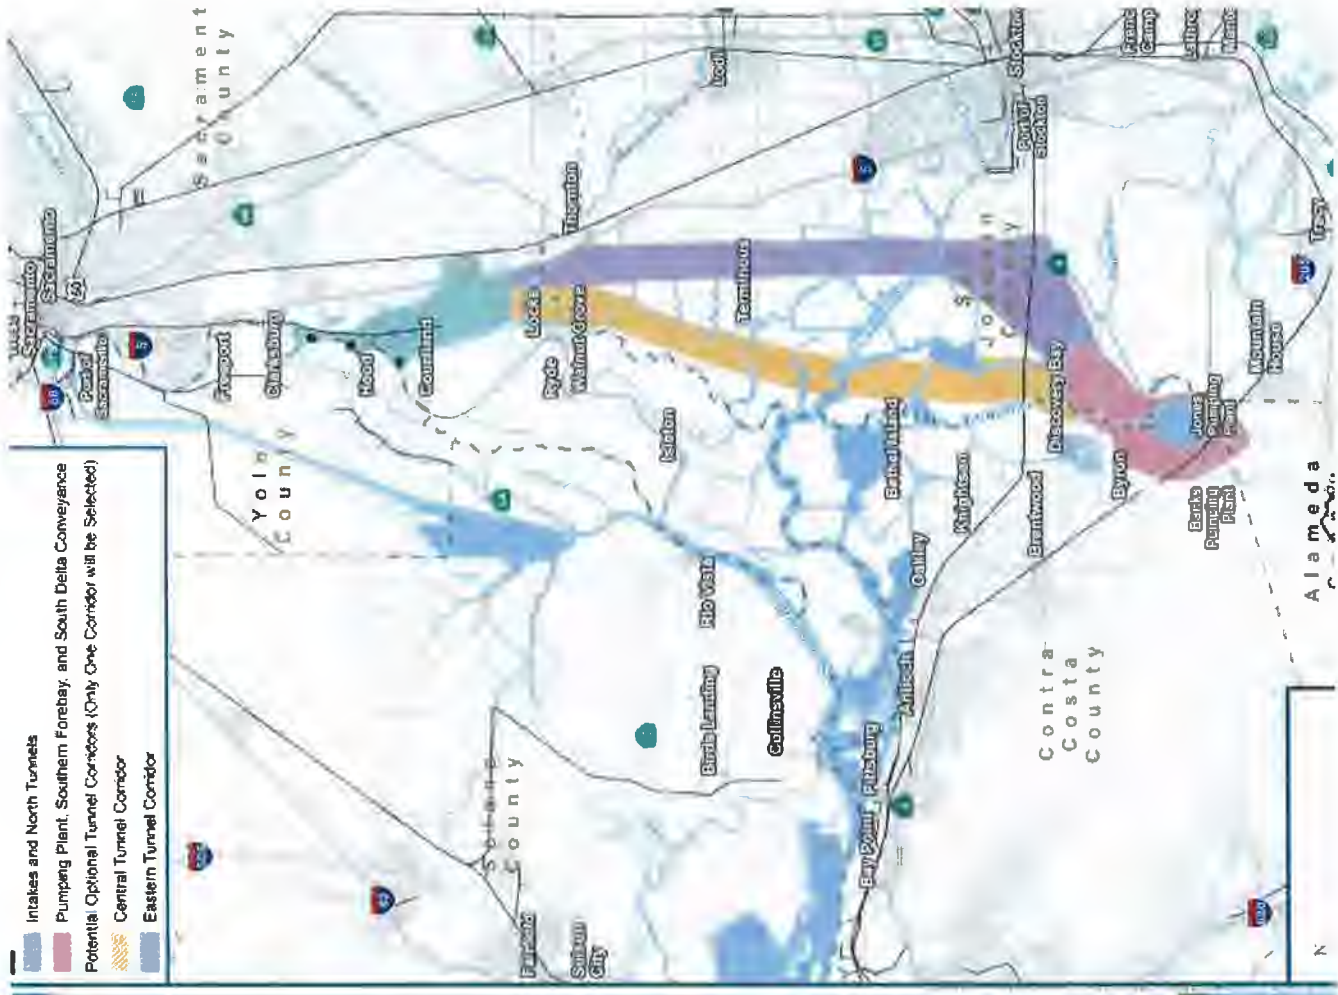 Intakes and North Tunnels
Pumping Plant, Southern Forebay, and South Delta Conveyance
Potential Optional Tunnel Corridors (Only One Corridor will be Selected)
Central Tunnel Corridor
Eastern Tunnel Corridor
Sacramento
Sacramento
Port of
Sacramento
Sacrament
County
Freeport
Clarksburg
Hood
Courtland
Yolo
Coun y
Locke
Walnut Grove
Ryde
Thornton
Isleton
Terminous
Rio Vista
Birds Landing
Collinsville
Solano
County
Fairfield
Suisun
City
Bethel Island
Knightsen
Oakley
Brentwood
Antioch
Pittsburg
Bay Point
Discovery Bay
Byron
Contra
Costa
County
Stockton
Port of
Stockton
Camp
Jones
Pumping
Plant
Banks
Pumping
Plant
Mountain
House
Tracy
Alameda
N